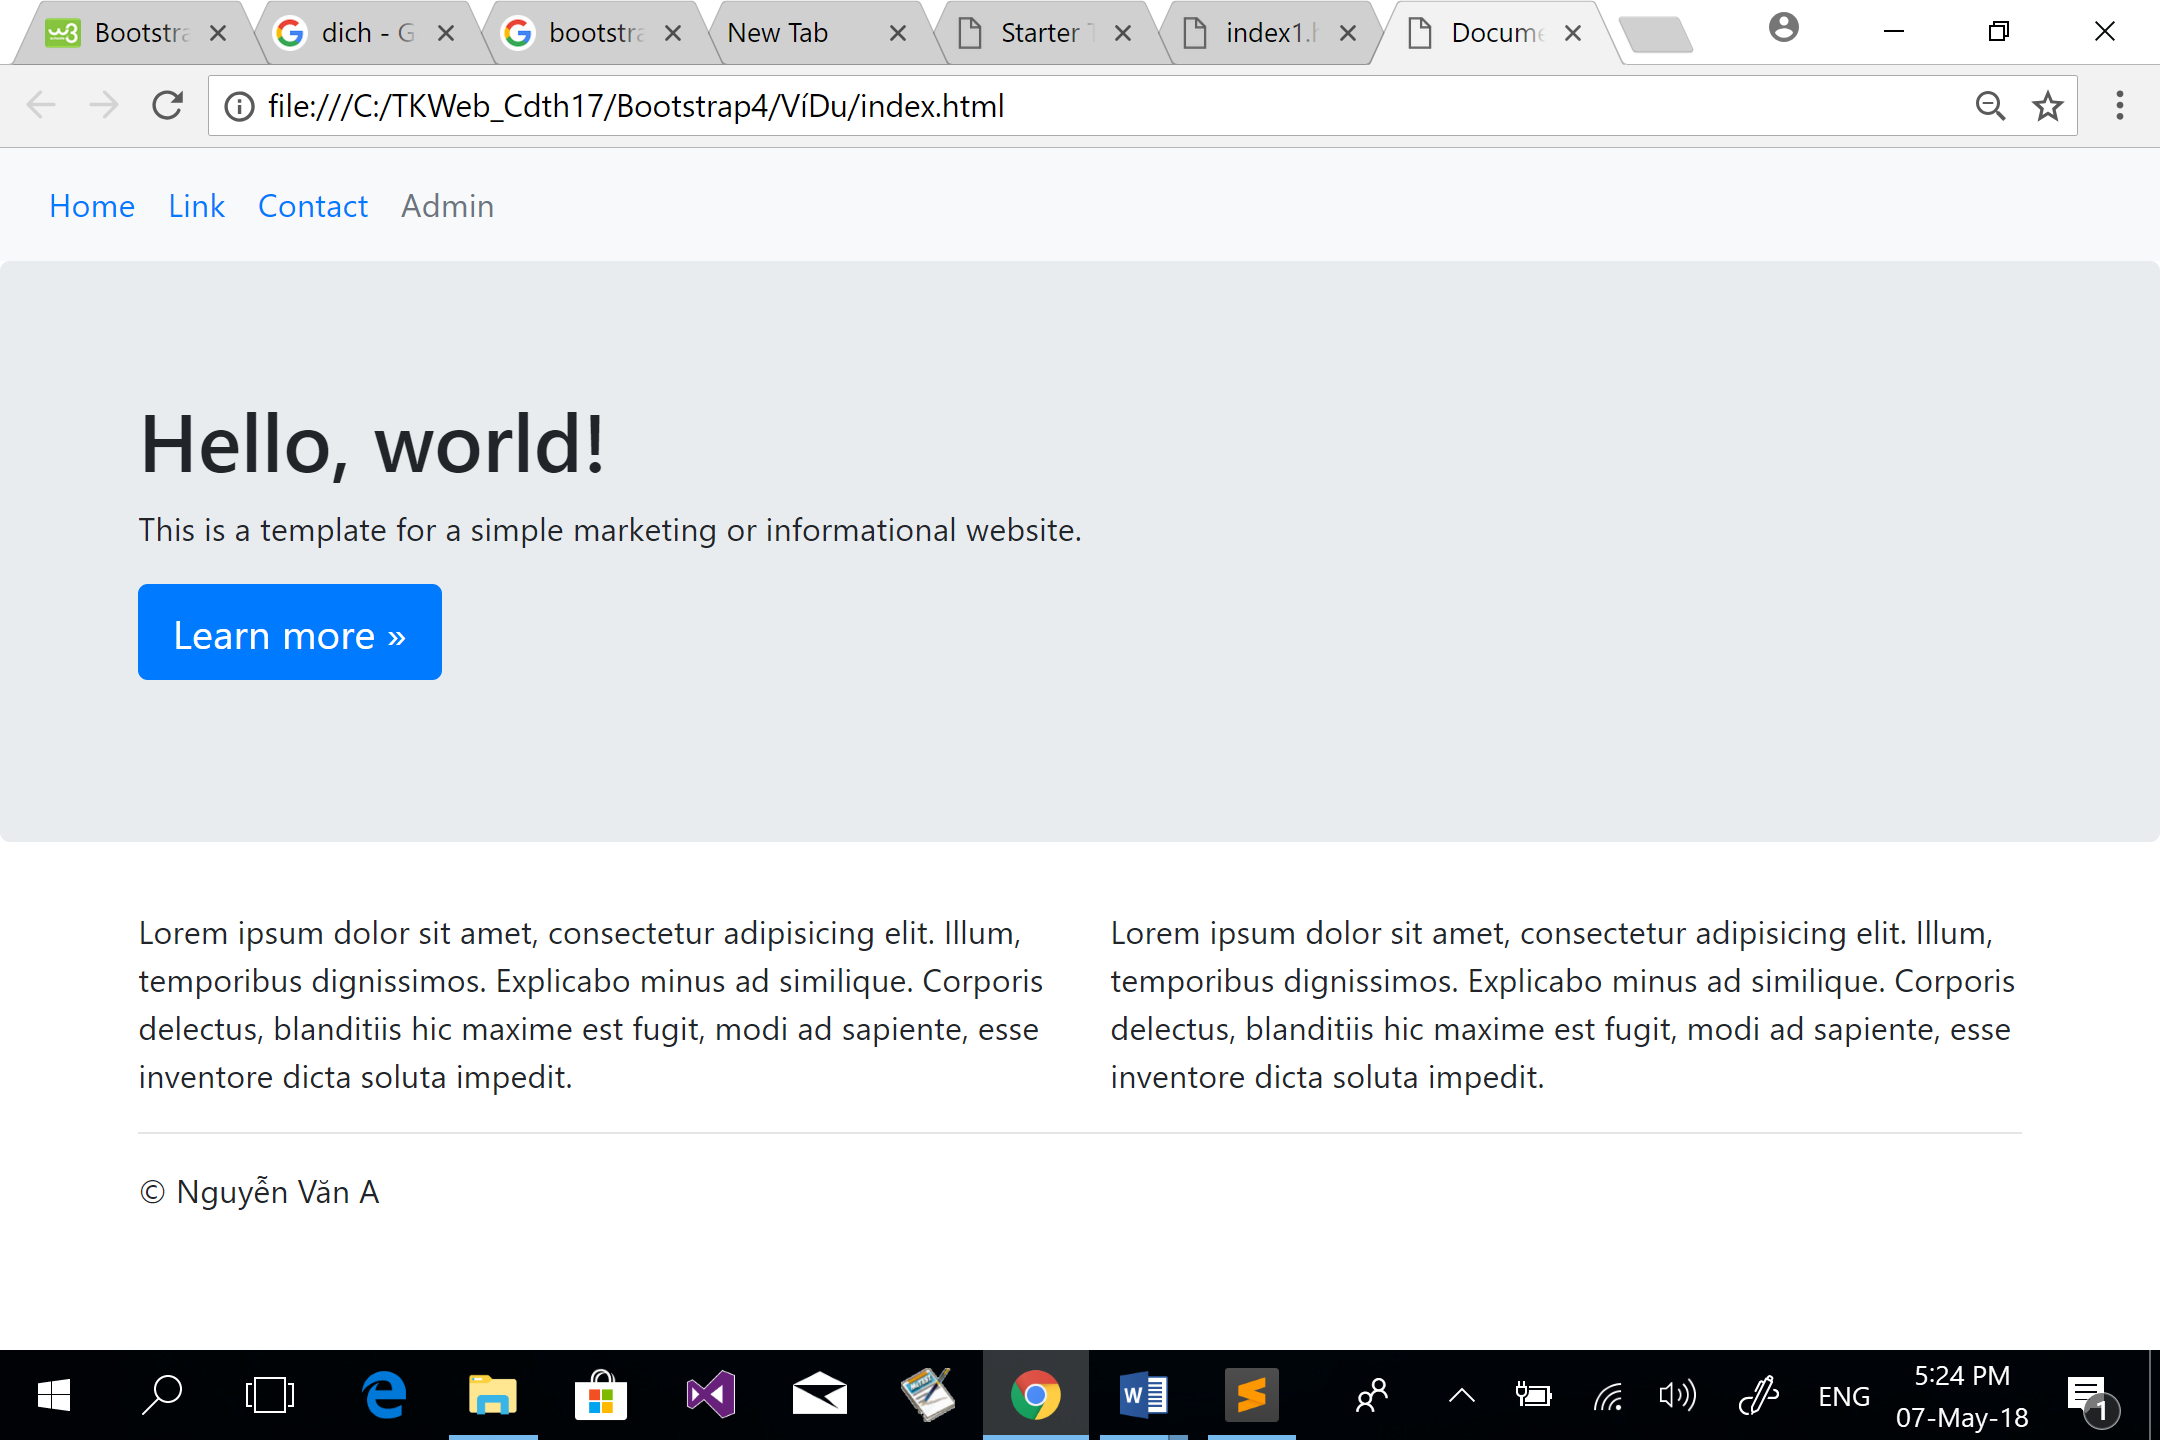 Bootstra
dich - G
bootstra
New Tab
Starter T
index1.h
Docume
file:///C:/TKWeb_Cdth17/Bootstrap4/VíDu/index.html
Home Link Contact Admin
Hello, world!
This is a template for a simple marketing or informational website.
Learn more »
Lorem ipsum dolor sit amet, consectetur adipisicing elit. Illum,
temporibus dignissimos. Explicabo minus ad similique. Corporis
delectus, blanditiis hic maxime est fugit, modi ad sapiente, esse
inventore dicta soluta impedit.
Lorem ipsum dolor sit amet, consectetur adipisicing elit. Illum,
temporibus dignissimos. Explicabo minus ad similique. Corporis
delectus, blanditiis hic maxime est fugit, modi ad sapiente, esse
inventore dicta soluta impedit.
© Nguyễn Văn A
ENG
5:24 PM
07-May-18
1